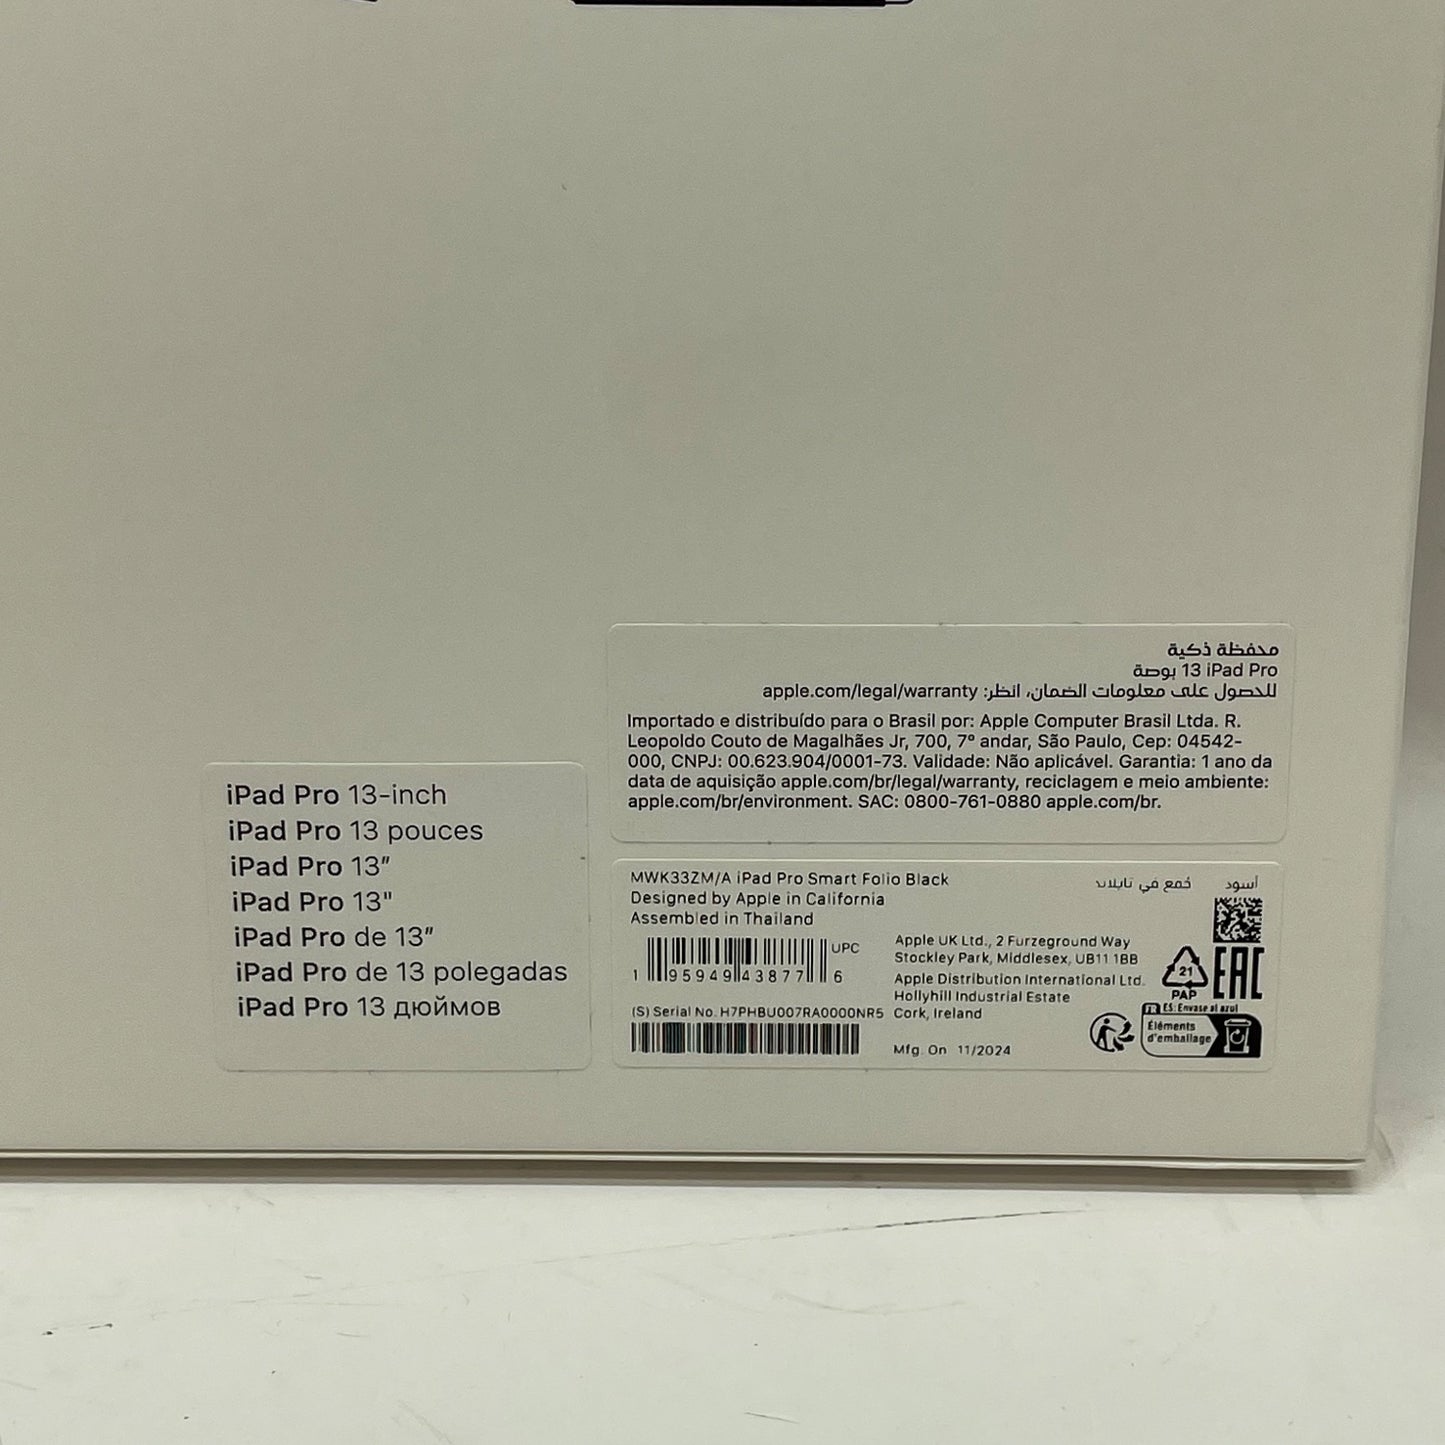 محفظة ذكية
13 iPad Pro بوصة
للحصول على معلومات الضمان، انظر: apple.com/legal/warranty
Importado e distribuído para o Brasil por: Apple Computer Brasil Ltda. R.
Leopoldo Couto de Magalhães Jr, 700, 7º andar, São Paulo, Cep: 04542-
000, CNPJ: 00.623.904/0001-73. Validade: Não aplicável. Garantia: 1 ano da
data de aquisição apple.com/br/legal/warranty, reciclagem e meio ambiente:
apple.com/br/environment. SAC: 0800-761-0880 apple.com/br.
iPad Pro 13-inch
iPad Pro 13 pouces
iPad Pro 13″
iPad Pro 13"
iPad Pro de 13″
iPad Pro de 13 polegadas
iPad Pro 13 дюймов
MWK33ZM/A iPad Pro Smart Folio Black
Designed by Apple in California
Assembled in Thailand
جُمع في تايلاند
أسود
UPC
1 95949 43877 6
(S) Serial No. H7PHBU007RA0000NR5
Apple UK Ltd., 2 Furzeground Way
Stockley Park, Middlesex, UB11 1BB
Apple Distribution International Ltd.
Hollyhill Industrial Estate
Cork, Ireland
Mfg. On 11/2024
21
PAP
EAC
FR ES: Envase al azul
Éléments
d'emballage